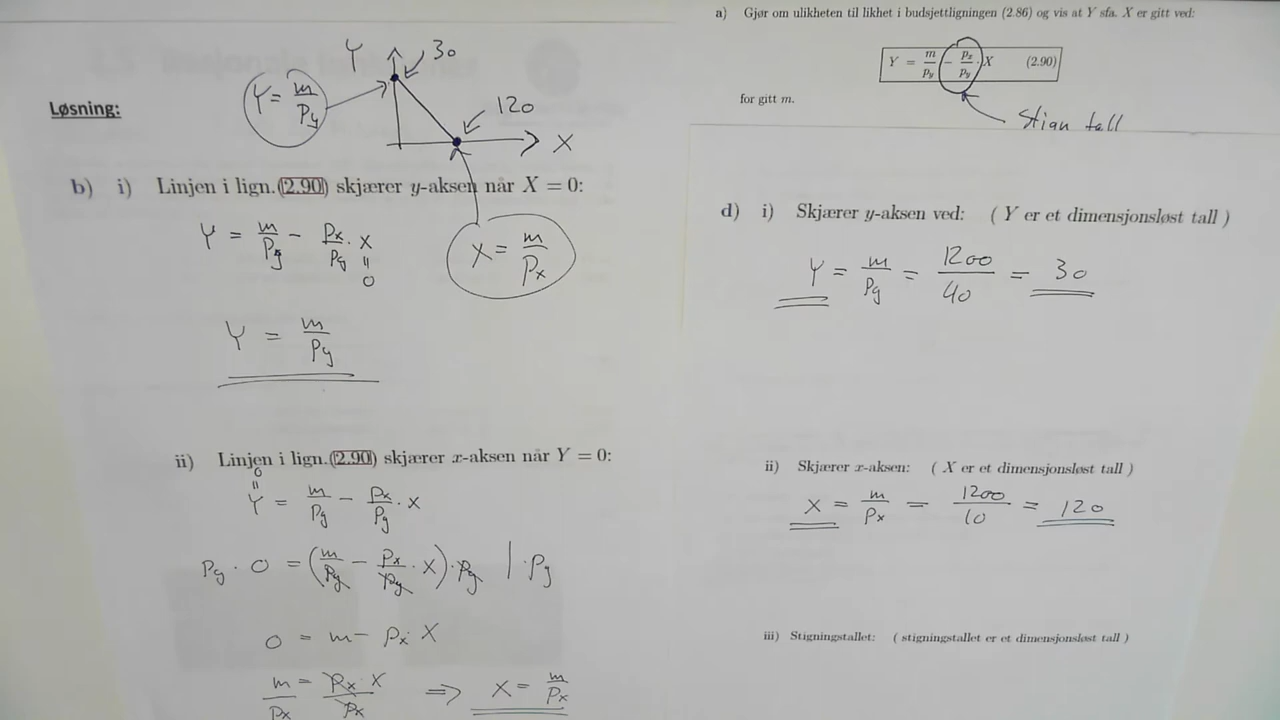 Løsning:
Y
30
Y = m/Py
120
X
b) i) Linjen i lign.(2.90) skjærer y-aksen når X = 0:
Y = m/Py − Px/Py · X
"
0
X = m/Px
Y = m/Py
ii) Linjen i lign.(2.90) skjærer x-aksen når Y = 0:
0
"
Y = m/Py − Px/Py · X
Py · 0 = (m/Py − Px/Py · X) · Py | · Py
0 = m − Px · X
m/Px = Px · X/Px ⇒ X = m/Px
a) Gjør om ulikheten til likhet i budsjettligningen (2.86) og vis at Y sfa. X er gitt ved:
Y = m/py − px/py · X (2.90)
for gitt m.
Stign tall
d) i) Skjærer y-aksen ved: ( Y er et dimensjonsløst tall )
Y = m/Py = 1200/40 = 30
ii) Skjærer x-aksen: ( X er et dimensjonsløst tall )
X = m/Px = 1200/10 = 120
iii) Stigningstallet: ( stigningstallet er et dimensjonsløst tall )